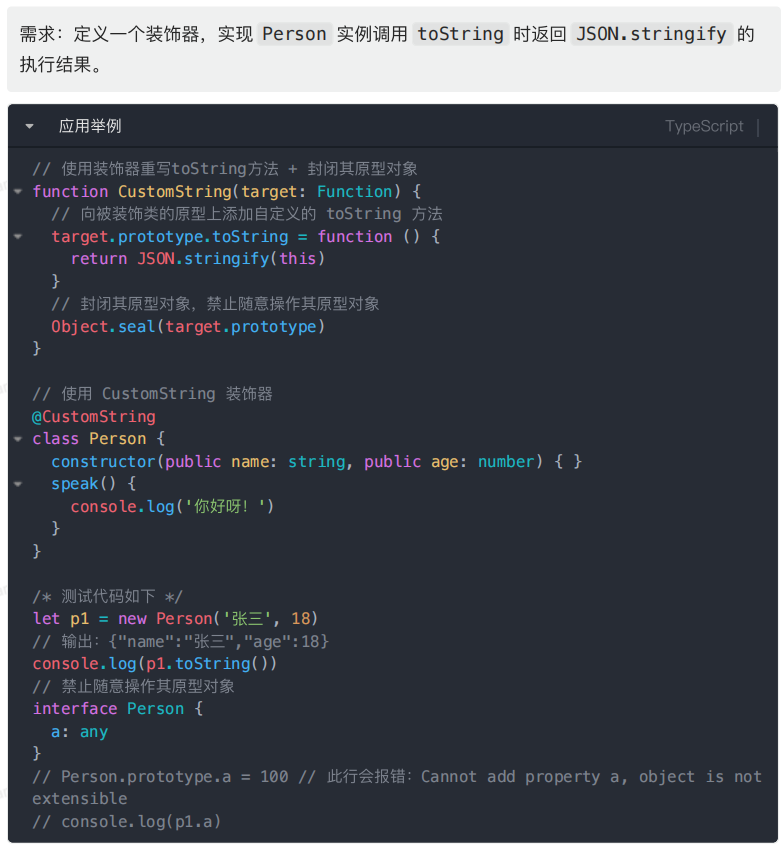 需求：定义一个装饰器，实现 Person 实例调用 toString 时返回 JSON.stringify 的
执行结果。
应用举例
TypeScript
// 使用装饰器重写toString方法 + 封闭其原型对象
function CustomString(target: Function) {
  // 向被装饰类的原型上添加自定义的 toString 方法
  target.prototype.toString = function () {
    return JSON.stringify(this)
  }
  // 封闭其原型对象，禁止随意操作其原型对象
  Object.seal(target.prototype)
}
// 使用 CustomString 装饰器
@CustomString
class Person {
  constructor(public name: string, public age: number) { }
  speak() {
    console.log('你好呀！')
  }
}
/* 测试代码如下 */
let p1 = new Person('张三', 18)
// 输出：{"name":"张三","age":18}
console.log(p1.toString())
// 禁止随意操作其原型对象
interface Person {
  a: any
}
// Person.prototype.a = 100 // 此行会报错：Cannot add property a, object is not
extensible
// console.log(p1.a)